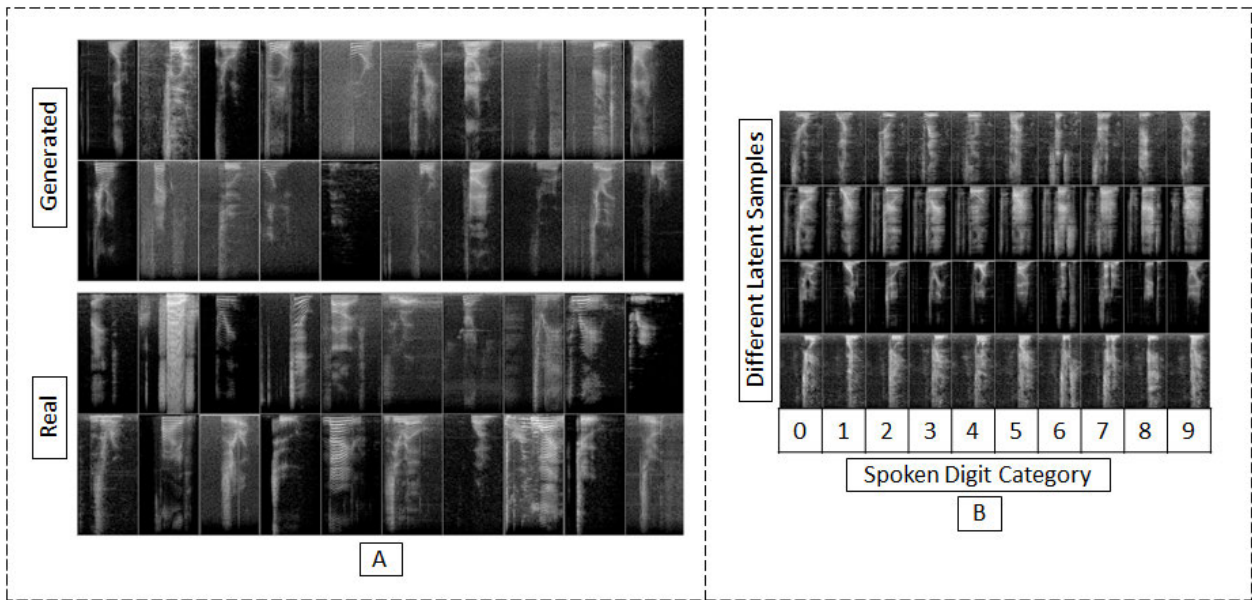 Generated
Real
A
Different Latent Samples
0 1 2 3 4 5 6 7 8 9
Spoken Digit Category
B